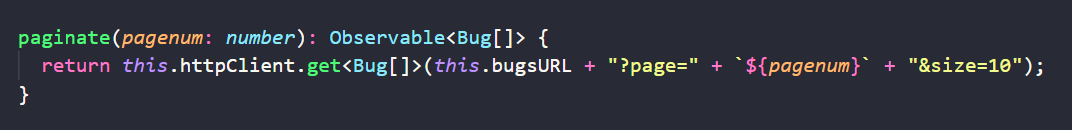 paginate(pagenum: number): Observable<Bug[]> {
return this.httpClient.get<Bug[]>(this.bugsURL + "?page=" + `${pagenum}` + "&size=10");
}